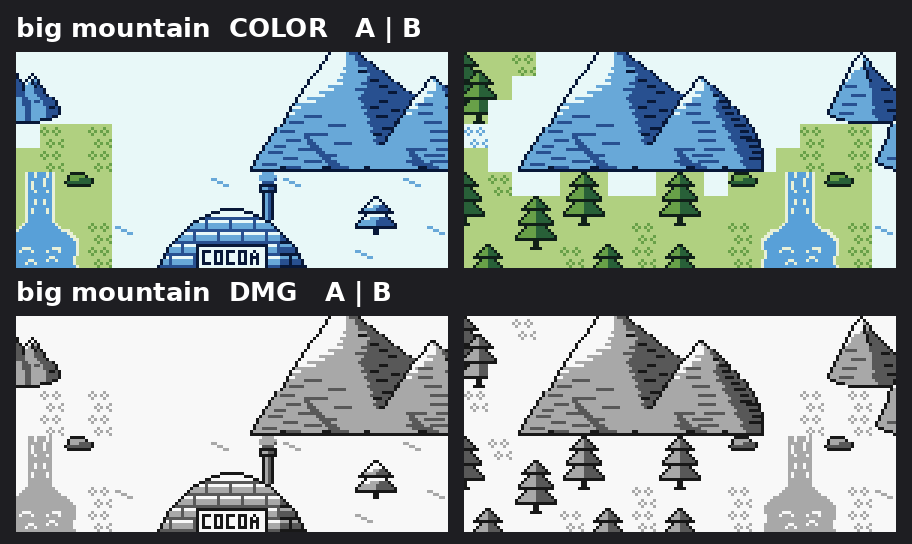 big mountain  COLOR   A | B
COCOA
big mountain  DMG   A | B
COCOA